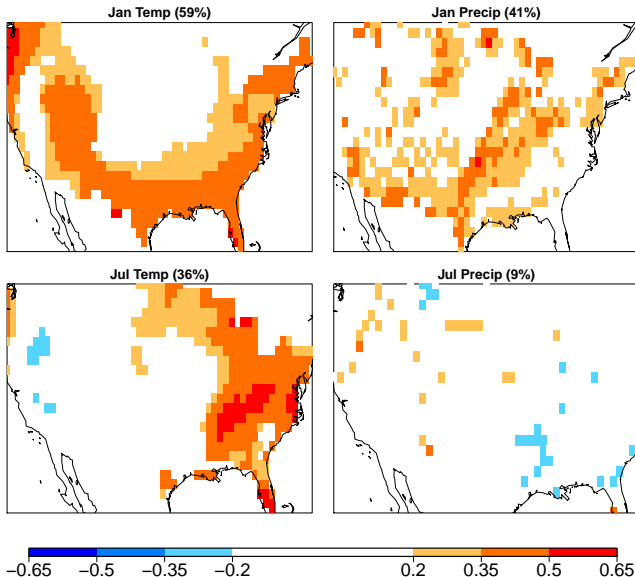 Jan Temp (59%)
Jan Precip (41%)
Jul Temp (36%)
Jul Precip (9%)
−0.65 −0.5 −0.35 −0.2 0.2 0.35 0.5 0.65